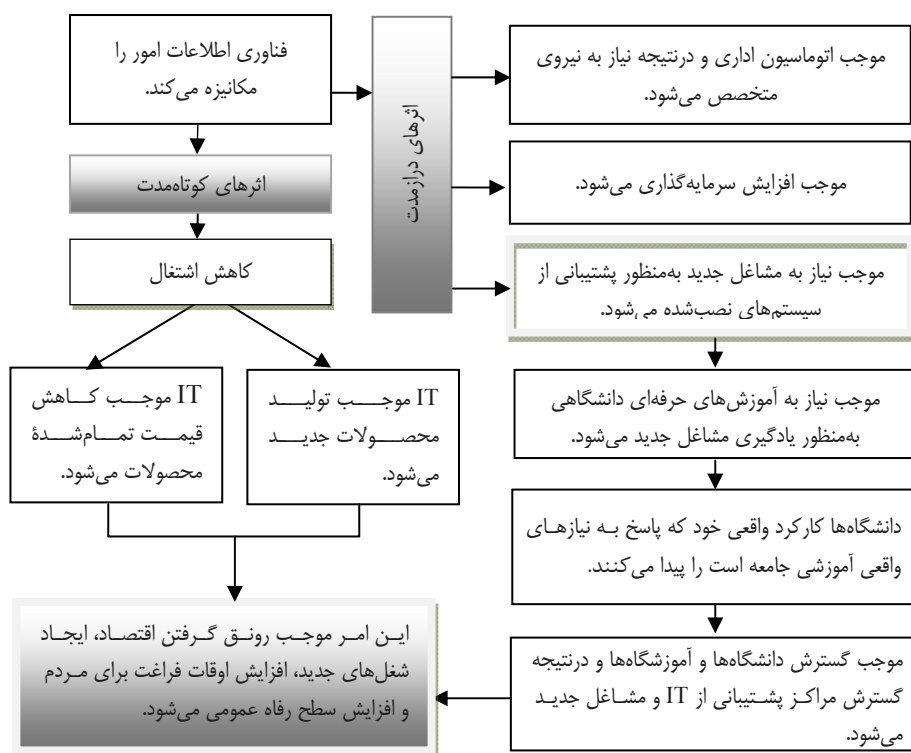 فناوری اطلاعات امور را
مکانیزه می‌کند.
اثرهای کوتاه‌مدت
کاهش اشتغال
IT موجب کاهش
قیمت تمام‌شدۀ
محصولات می‌شود.
IT موجب تولید
محصولات جدید
می‌شود.
اثرهای درازمدت
موجب اتوماسیون اداری و درنتیجه نیاز به نیروی
متخصص می‌شود.
موجب افزایش سرمایه‌گذاری می‌شود.
موجب نیاز به مشاغل جدید به‌منظور پشتیبانی از
سیستم‌های نصب‌شده می‌شود.
موجب نیاز به آموزش‌های حرفه‌ای دانشگاهی
به‌منظور یادگیری مشاغل جدید می‌شود.
دانشگاه‌ها کارکرد واقعی خود که پاسخ به نیازهای
واقعی آموزشی جامعه است را پیدا می‌کنند.
موجب گسترش دانشگاه‌ها و آموزشگاه‌ها و درنتیجه
گسترش مراکز پشتیبانی از IT و مشاغل جدید
می‌شود.
این امر موجب رونق گرفتن اقتصاد، ایجاد
شغل‌های جدید، افزایش اوقات فراغت برای مردم
و افزایش سطح رفاه عمومی می‌شود.